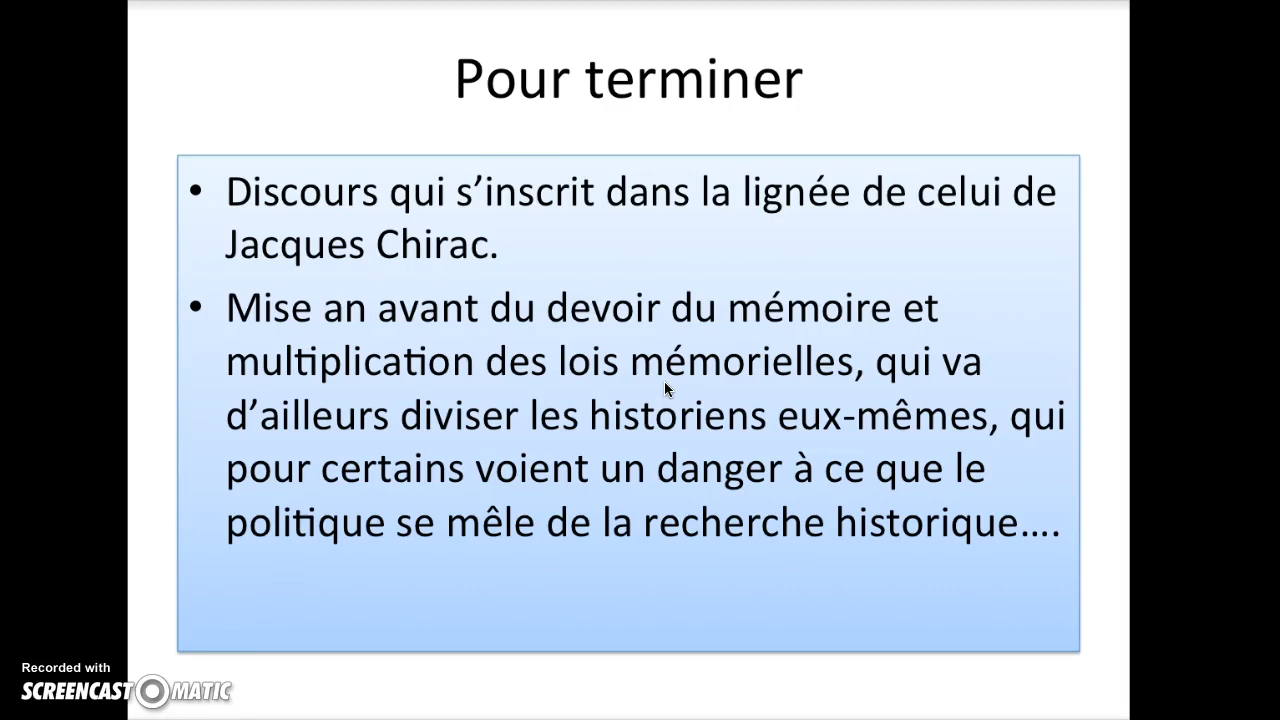 Pour terminer
• Discours qui s’inscrit dans la lignée de celui de
Jacques Chirac.
• Mise an avant du devoir du mémoire et
multiplication des lois mémorielles, qui va
d’ailleurs diviser les historiens eux-mêmes, qui
pour certains voient un danger à ce que le
politique se mêle de la recherche historique….
Recorded with
SCREENCAST MATIC